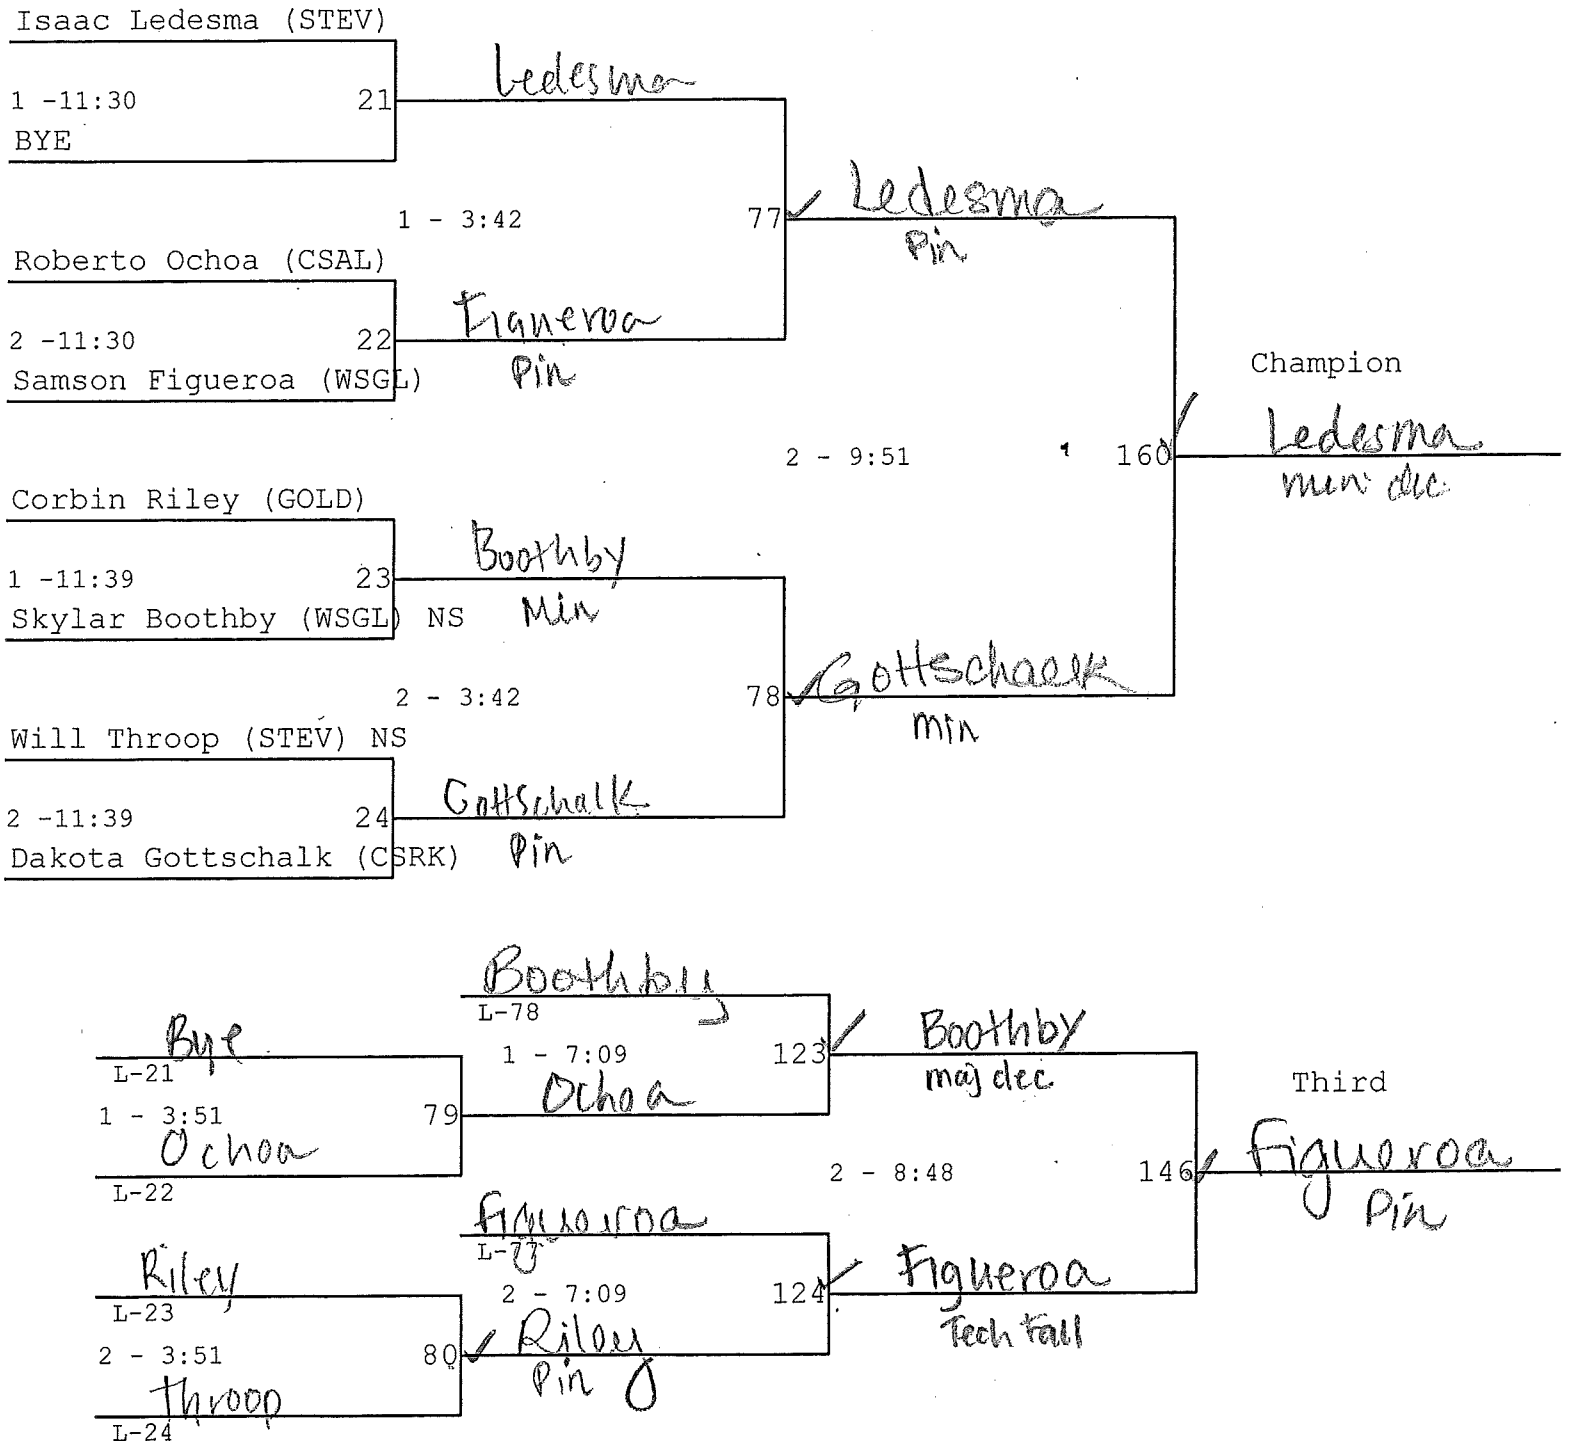 Isaac Ledesma (STEV)
1 -11:30 21 Ledesma
BYE
1 - 3:42 77 ✓ Ledesma
Pin
Roberto Ochoa (CSAL)
2 -11:30 22 Figueroa
Samson Figueroa (WSGL) Pin
Champion
2 - 9:51 160 ✓ Ledesma
min dec
Corbin Riley (GOLD)
1 -11:39 23 Boothby
Skylar Boothby (WSGL) NS Min
2 - 3:42 78 ✓ Gottschalk
min
Will Throop (STEV) NS
2 -11:39 24 Gottschalk
Dakota Gottschalk (CSRK) Pin
Boothby
L-78
Bye
L-21
1 - 7:09 123 ✓ Boothby
maj dec
1 - 3:51 79 Ochoa
Ochoa
L-22
Third
2 - 8:48 146 ✓ Figueroa
Pin
Figueroa
L-77
Riley
L-23
2 - 7:09 124 ✓ Figueroa
Tech Fall
2 - 3:51 80 ✓ Riley
Pin
Throop
L-24